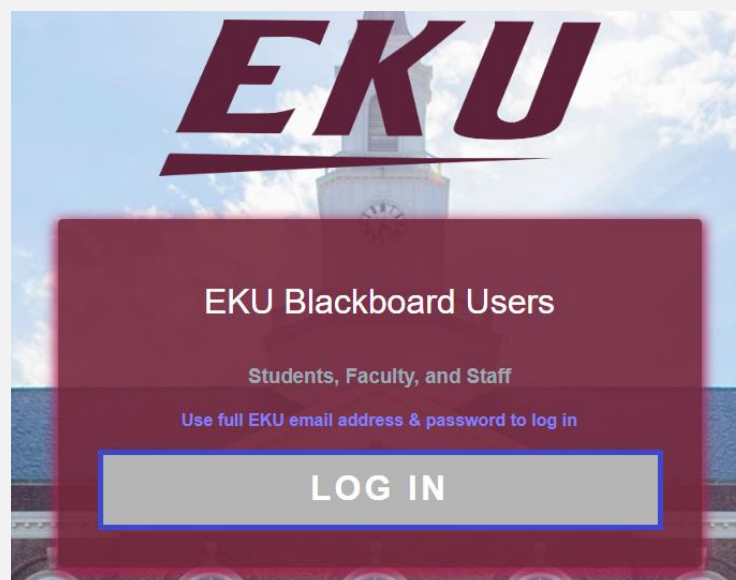 EKU
EKU Blackboard Users
Students, Faculty, and Staff
Use full EKU email address & password to log in
LOG IN